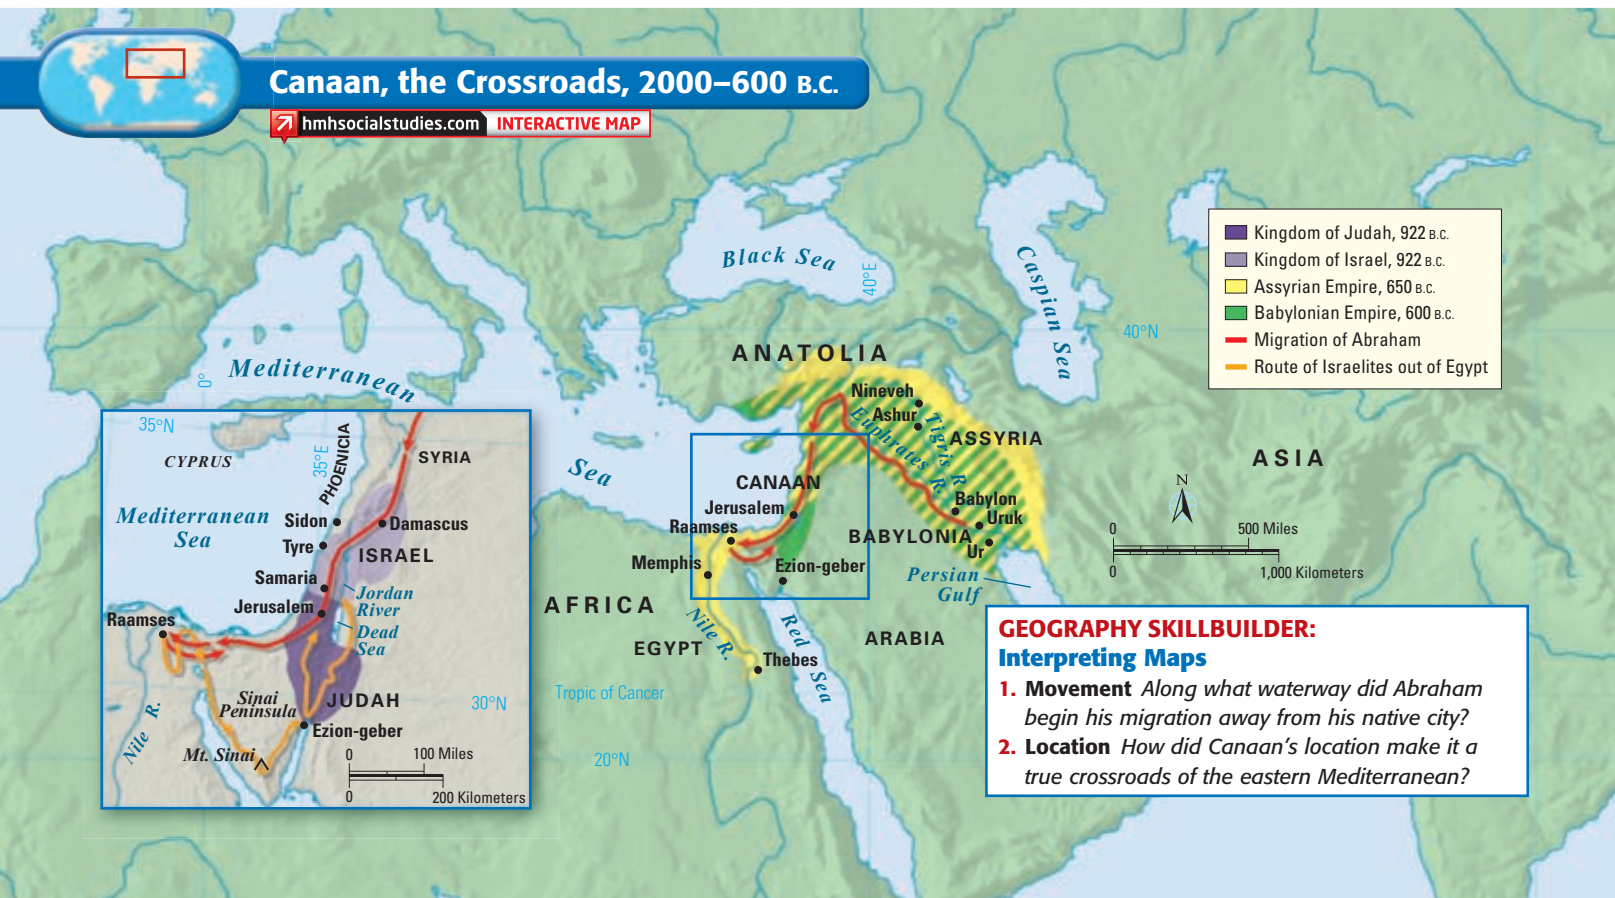 Canaan, the Crossroads, 2000–600 B.C.
hmhsocialstudies.com INTERACTIVE MAP
Kingdom of Judah, 922 B.C.
Kingdom of Israel, 922 B.C.
Assyrian Empire, 650 B.C.
Babylonian Empire, 600 B.C.
Migration of Abraham
Route of Israelites out of Egypt
Black Sea
Caspian Sea
40°E
40°N
0°
Mediterranean
Sea
ANATOLIA
Nineveh
Ashur
Tigris R.
Euphrates R.
ASSYRIA
ASIA
CANAAN
Jerusalem
Raamses
Memphis
Babylon
Uruk
BABYLONIA
Ur
Ezion-geber
Persian
Gulf
AFRICA
EGYPT
Nile R.
Red Sea
ARABIA
Thebes
Tropic of Cancer
20°N
N
0 500 Miles
0 1,000 Kilometers
35°N
35°E
CYPRUS
PHOENICIA
SYRIA
Mediterranean
Sea
Sidon
Damascus
Tyre
ISRAEL
Samaria
Jordan
River
Jerusalem
Raamses
Dead
Sea
Sinai
Peninsula
JUDAH
30°N
Ezion-geber
Nile R.
Mt. Sinai
0 100 Miles
0 200 Kilometers
GEOGRAPHY SKILLBUILDER:
Interpreting Maps
1. Movement Along what waterway did Abraham
begin his migration away from his native city?
2. Location How did Canaan's location make it a
true crossroads of the eastern Mediterranean?